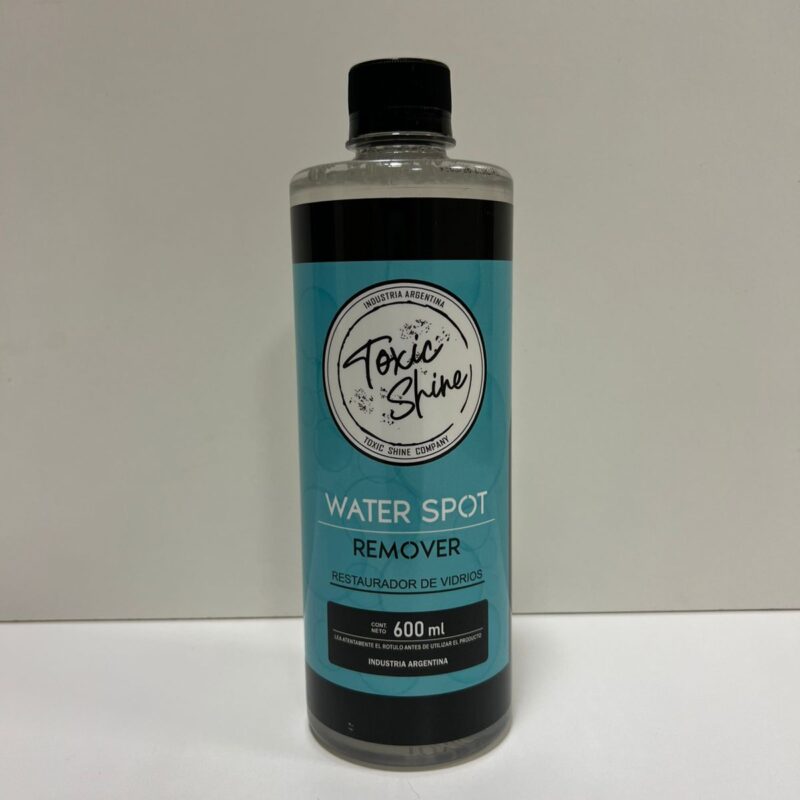 INDUSTRIA ARGENTINA
Toxic
Shine
TOXIC SHINE COMPANY
WATER SPOT
REMOVER
RESTAURADOR DE VIDRIOS
CONT. NETO 600 ml
LEA ATENTAMENTE EL ROTULO ANTES DE UTILIZAR EL PRODUCTO
INDUSTRIA ARGENTINA